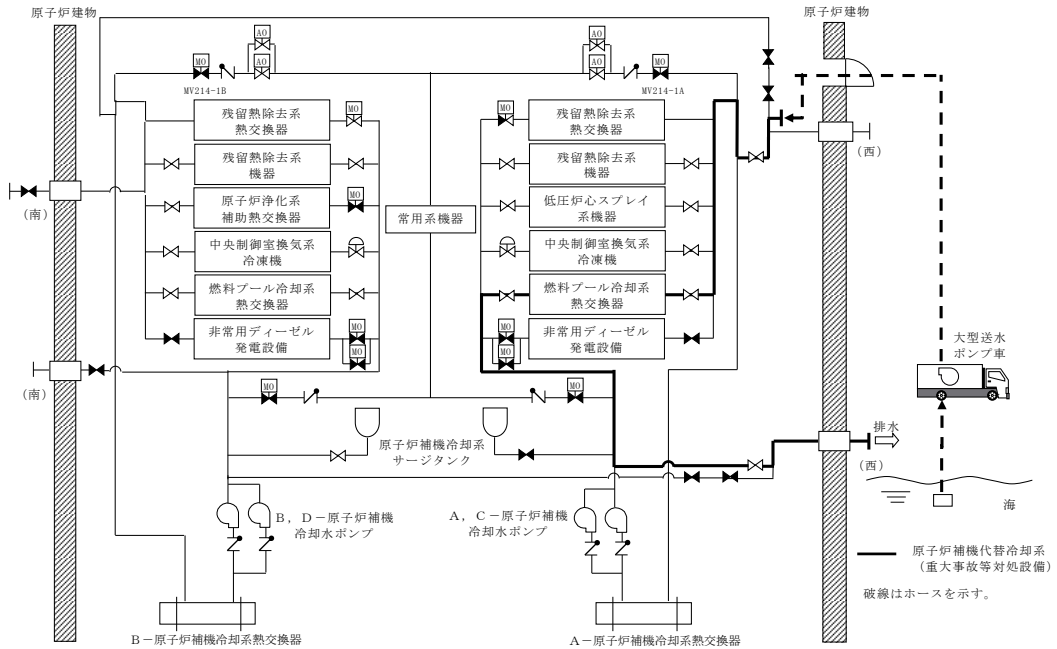 原子炉建物
原子炉建物
AO
AO
MO
AO
AO
MO
MV214-1B
MV214-1A
残留熱除去系
熱交換器
MO
MO
残留熱除去系
熱交換器
残留熱除去系
機器
残留熱除去系
機器
(西)
原子炉浄化系
補助熱交換器
MO
常用系機器
低圧炉心スプレイ
系機器
(南)
中央制御室換気系
冷凍機
中央制御室換気系
冷凍機
燃料プール冷却系
熱交換器
燃料プール冷却系
熱交換器
非常用ディーゼル
発電設備
MO
MO
MO
MO
非常用ディーゼル
発電設備
大型送水
ポンプ車
(南)
MO
MO
原子炉補機冷却系
サージタンク
排水
(西)
海
B,D-原子炉補機
冷却水ポンプ
A,C-原子炉補機
冷却水ポンプ
原子炉補機代替冷却系
(重大事故等対処設備)
破線はホースを示す。
B-原子炉補機冷却系熱交換器
A-原子炉補機冷却系熱交換器